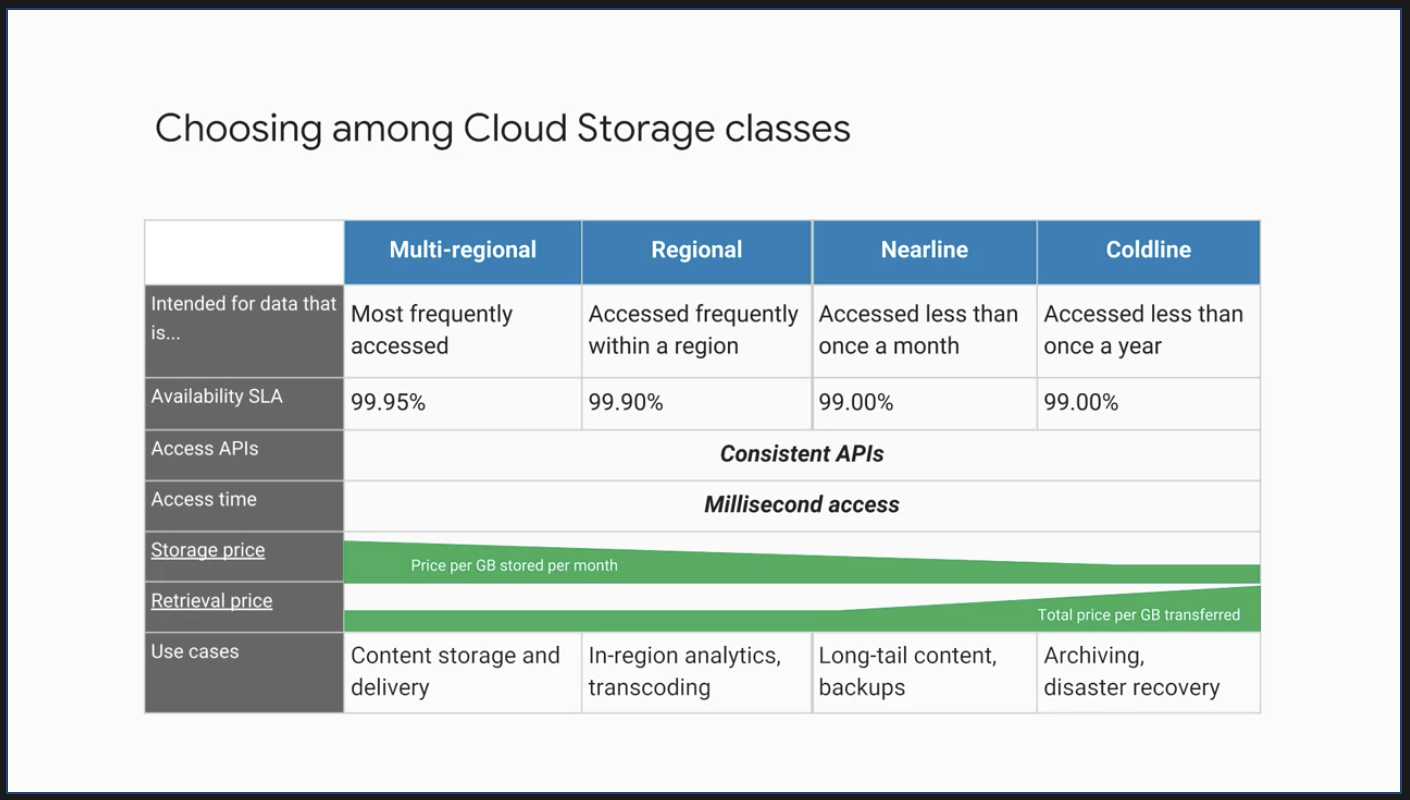 Choosing among Cloud Storage classes
Multi-regional
Regional
Nearline
Coldline
Intended for data that
is...
Most frequently
accessed
Accessed frequently
within a region
Accessed less than
once a month
Accessed less than
once a year
Availability SLA
99.95%
99.90%
99.00%
99.00%
Access APIs
Consistent APIs
Access time
Millisecond access
Storage price
Price per GB stored per month
Retrieval price
Total price per GB transferred
Use cases
Content storage and
delivery
In-region analytics,
transcoding
Long-tail content,
backups
Archiving,
disaster recovery